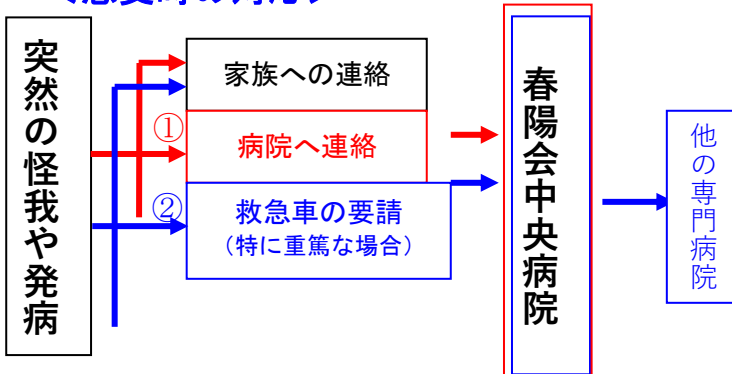 突然の怪我や発病
家族への連絡
①
病院へ連絡
②
救急車の要請
(特に重篤な場合)
春陽会中央病院
他の専門病院